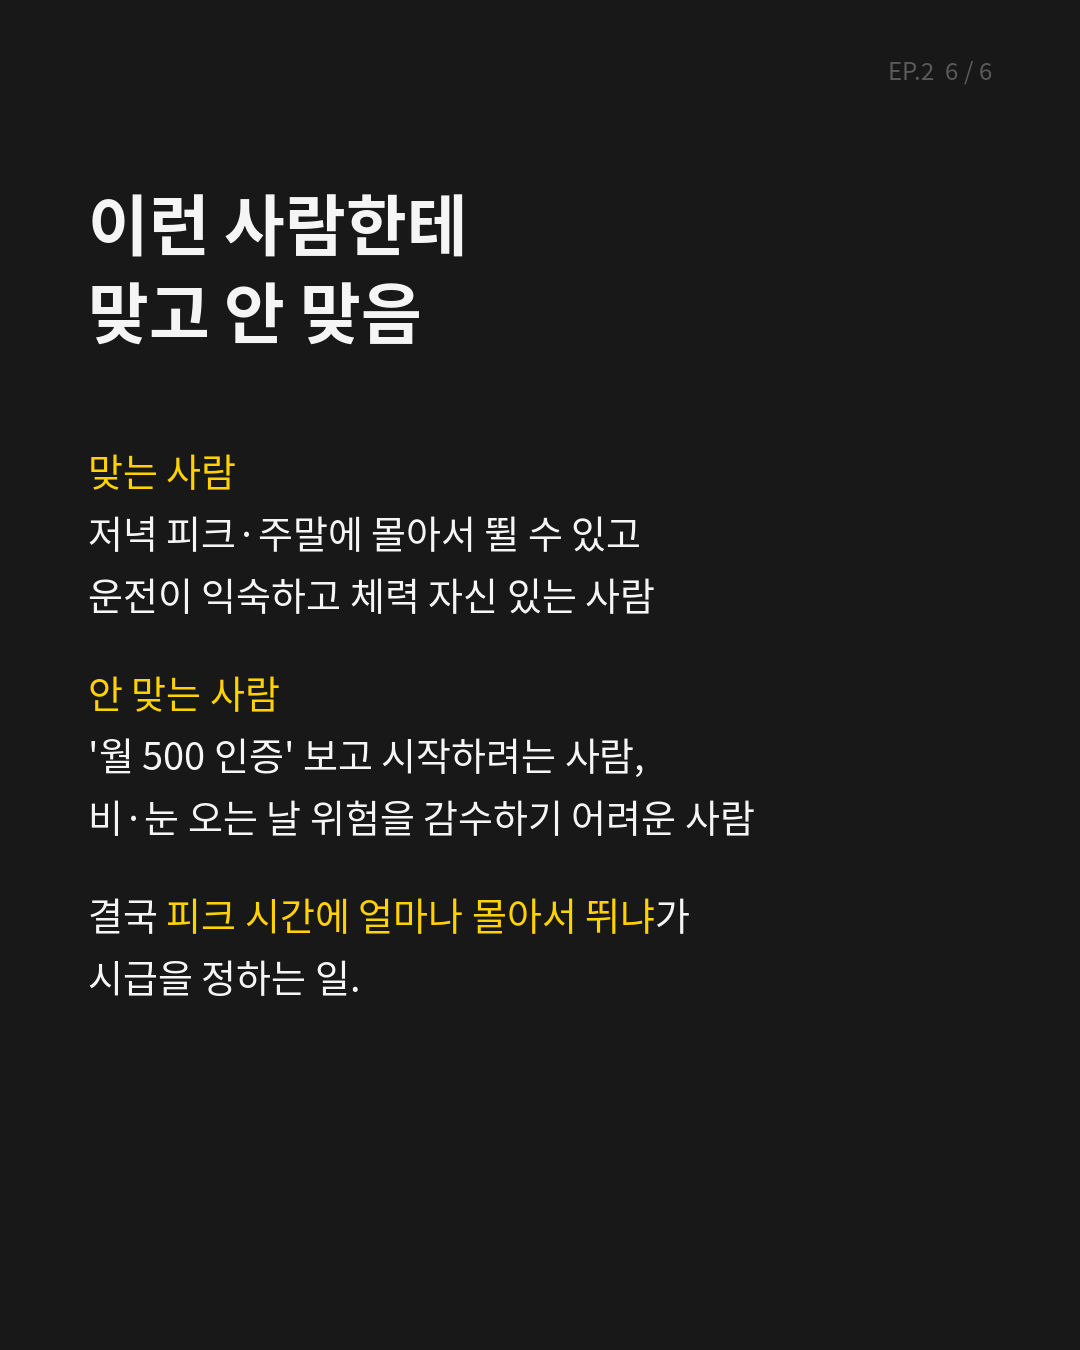 EP.2 6 / 6
이런 사람한테
맞고 안 맞음
맞는 사람
저녁 피크·주말에 몰아서 뛸 수 있고
운전이 익숙하고 체력 자신 있는 사람
안 맞는 사람
'월 500 인증' 보고 시작하려는 사람,
비·눈 오는 날 위험을 감수하기 어려운 사람
결국 피크 시간에 얼마나 몰아서 뛰냐가
시급을 정하는 일.